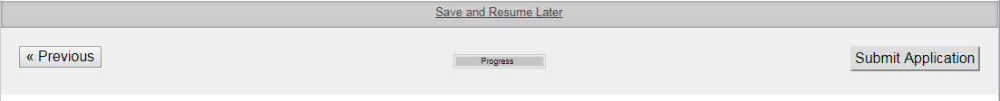 Save and Resume Later
« Previous
Progress
Submit Application